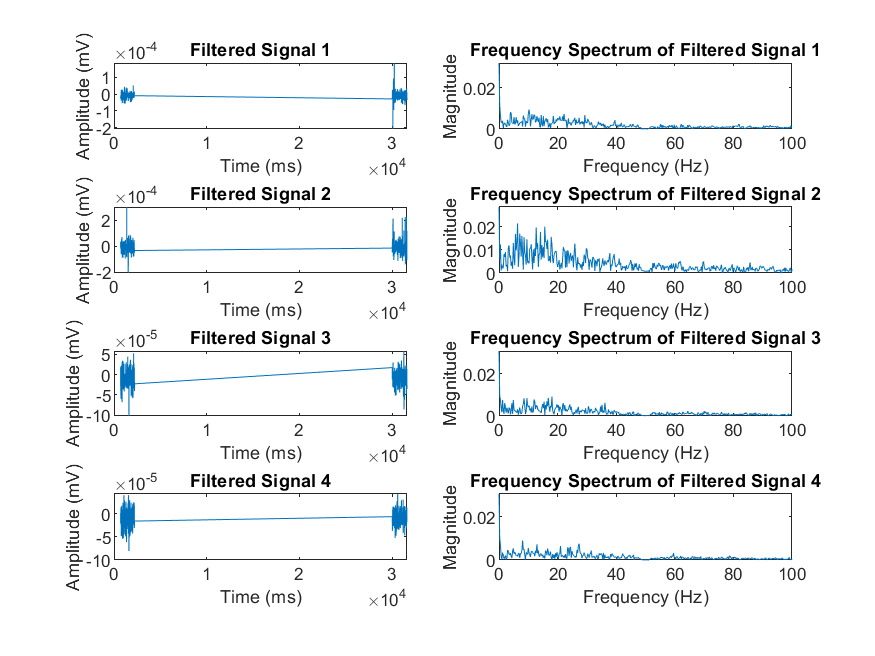 Filtered Signal 1
×10^-4
Amplitude (mV)
1
0
-1
-2
0
1
2
3
Time (ms)
×10^4
Frequency Spectrum of Filtered Signal 1
Magnitude
0.02
0
0
20
40
60
80
100
Frequency (Hz)
Filtered Signal 2
×10^-4
Amplitude (mV)
2
0
-2
0
1
2
3
Time (ms)
×10^4
Frequency Spectrum of Filtered Signal 2
Magnitude
0.02
0.01
0
0
20
40
60
80
100
Frequency (Hz)
Filtered Signal 3
×10^-5
Amplitude (mV)
5
0
-5
-10
0
1
2
3
Time (ms)
×10^4
Frequency Spectrum of Filtered Signal 3
Magnitude
0.02
0
0
20
40
60
80
100
Frequency (Hz)
Filtered Signal 4
×10^-5
Amplitude (mV)
0
-5
-10
0
1
2
3
Time (ms)
×10^4
Frequency Spectrum of Filtered Signal 4
Magnitude
0.02
0
0
20
40
60
80
100
Frequency (Hz)